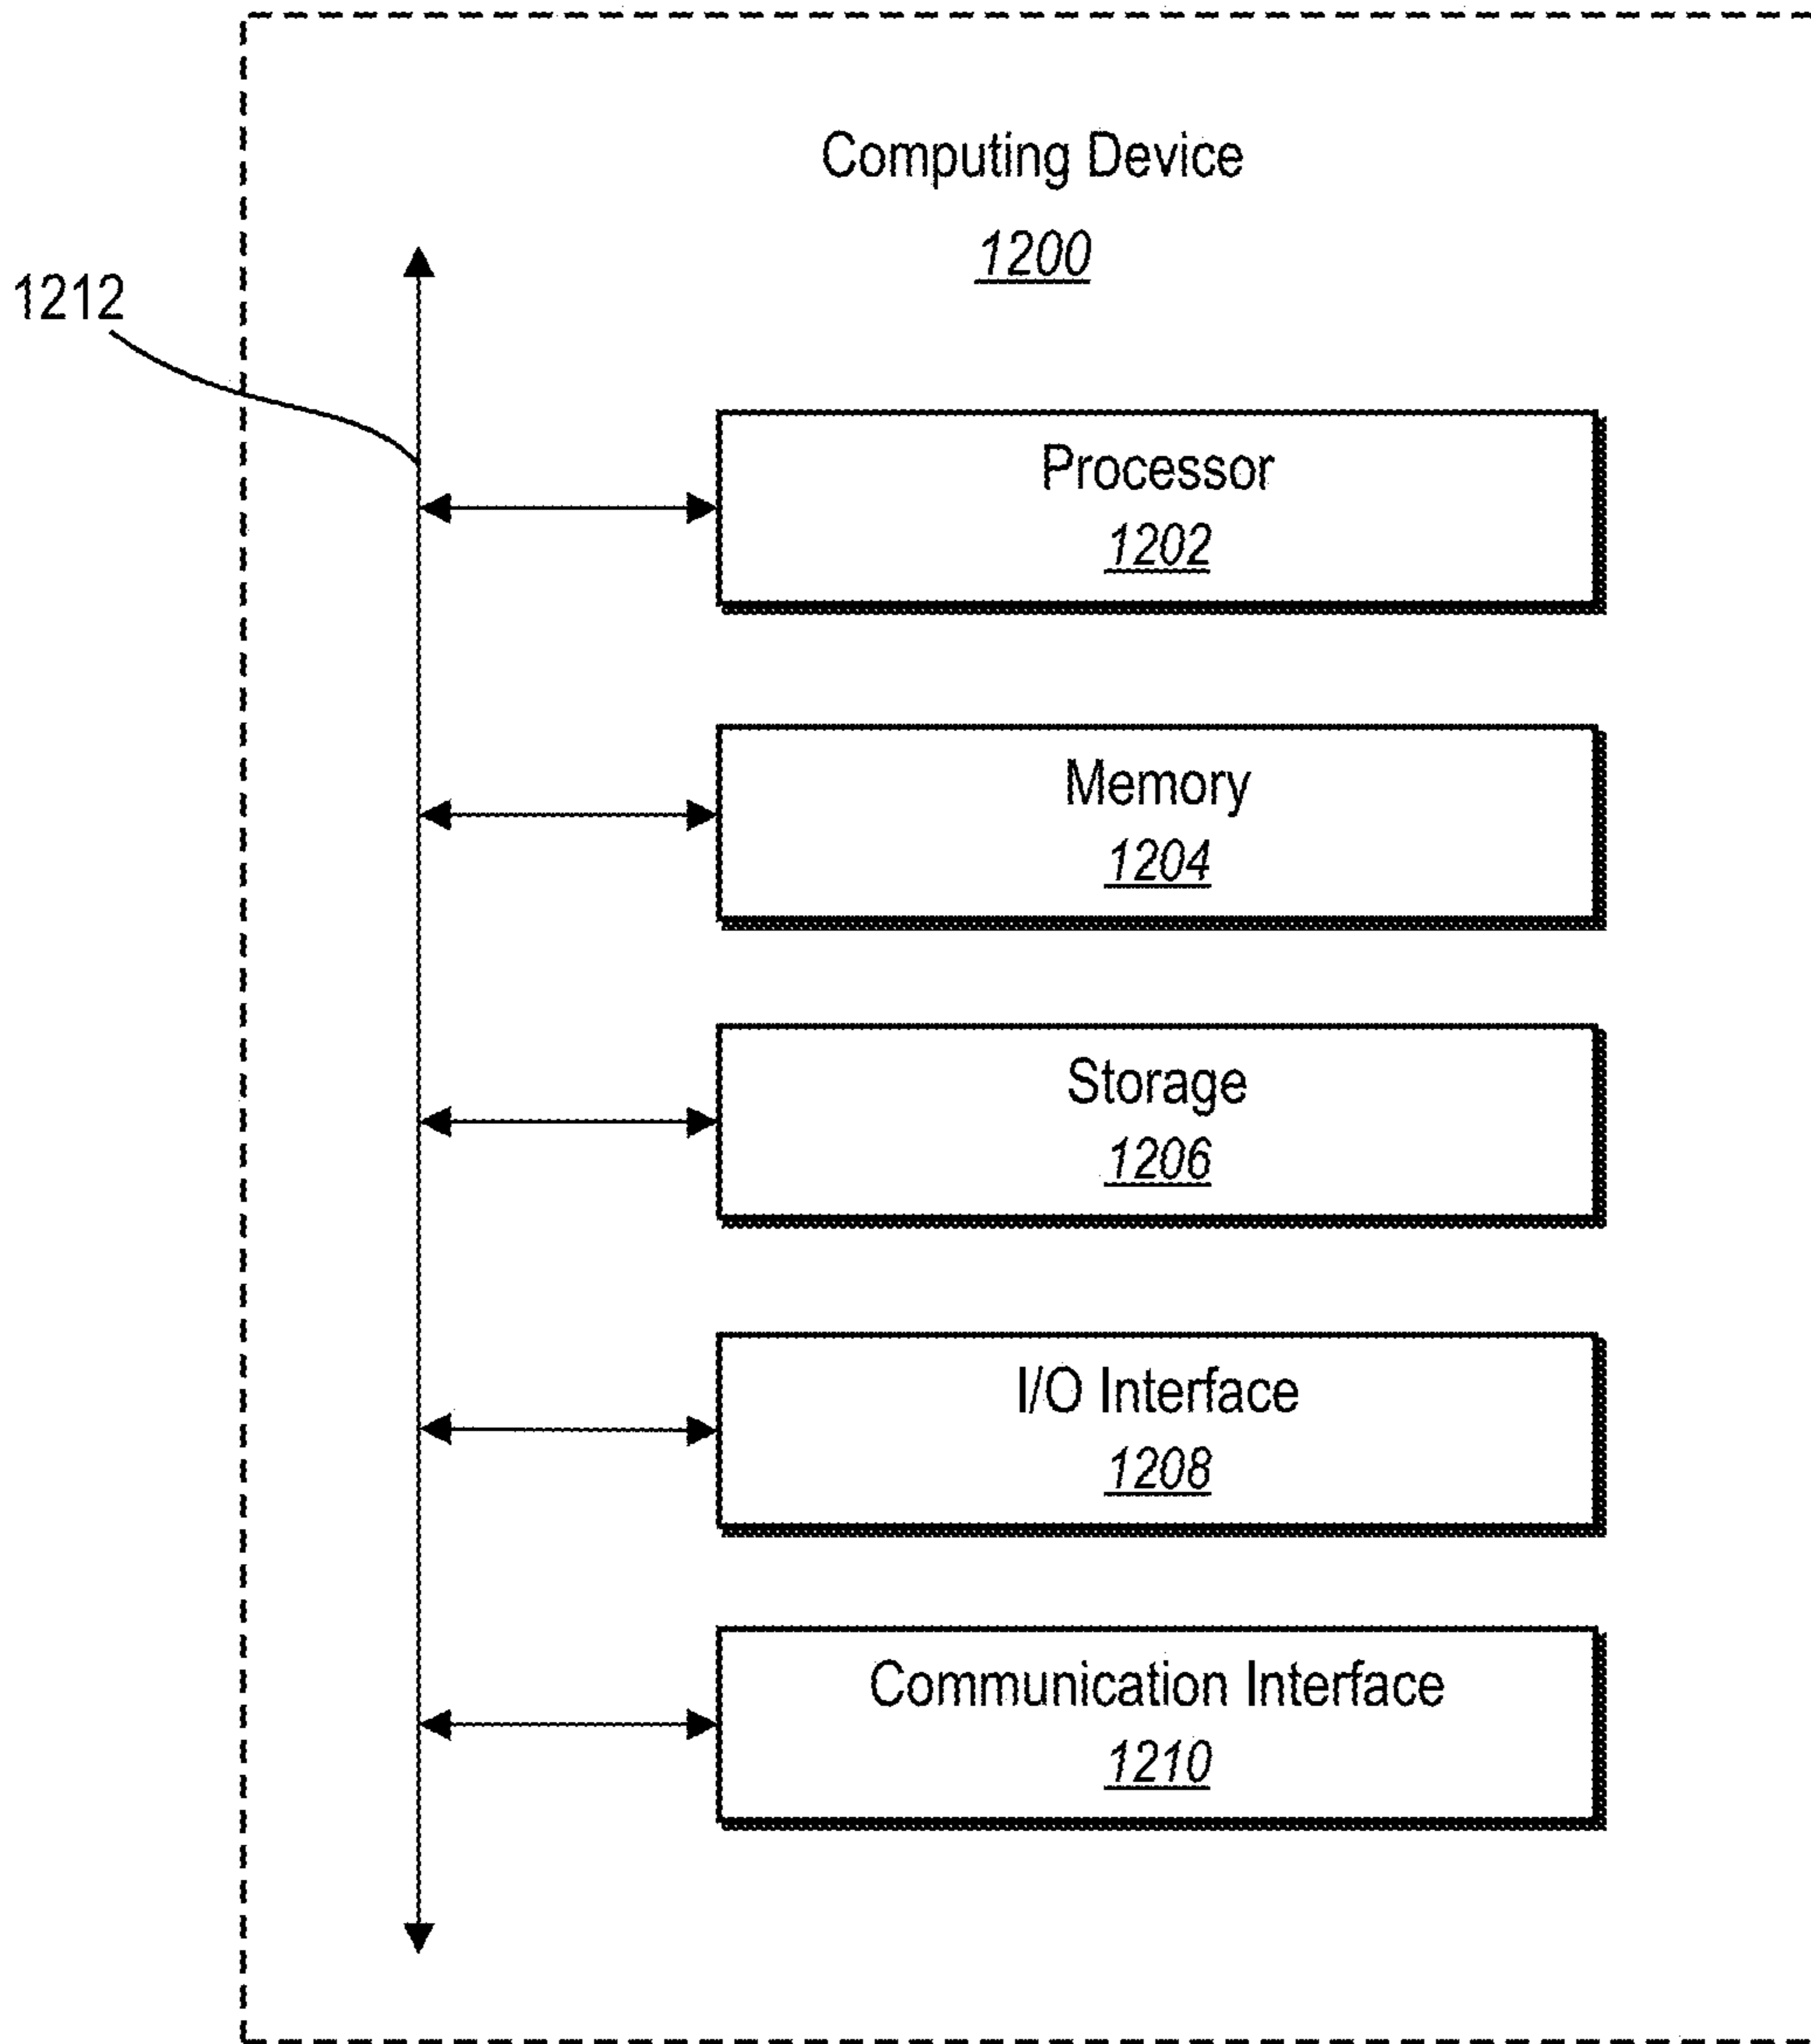 Computing Device
1200
1212
Processor
1202
Memory
1204
Storage
1206
I/O Interface
1208
Communication Interface
1210